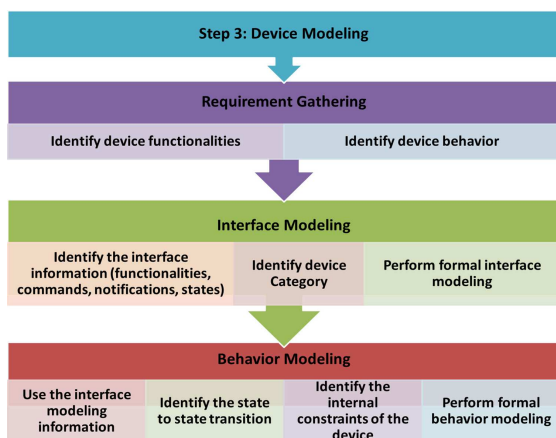 Step 3: Device Modeling
Requirement Gathering
Identify device functionalities
Identify device behavior
Interface Modeling
Identify the interface
information (functionalities,
commands, notifications, states)
Identify device
Category
Perform formal interface
modeling
Behavior Modeling
Use the interface
modeling
information
Identify the state
to state transition
Identify the
internal
constraints of the
device
Perform formal
behavior modeling